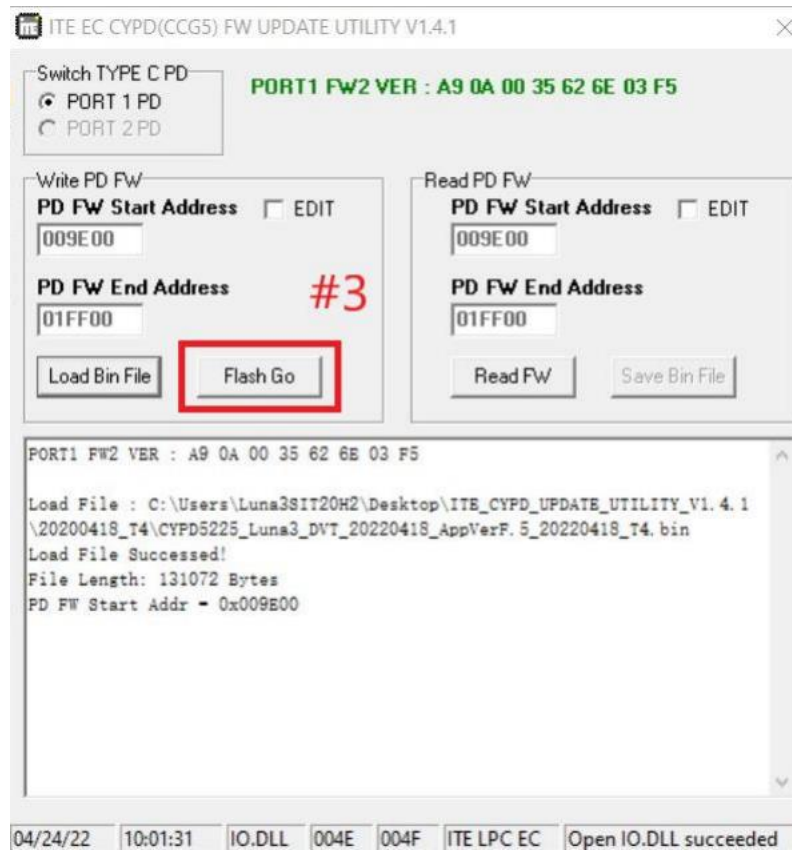 ITE EC CYPD(CCG5) FW UPDATE UTILITY V1.4.1
Switch TYPE C PD
PORT 1 PD
PORT 2 PD
PORT1 FW2 VER : A9 0A 00 35 62 6E 03 F5
Write PD FW
PD FW Start Address
EDIT
009E00
PD FW End Address
01FF00
#3
Load Bin File
Flash Go
Read PD FW
PD FW Start Address
EDIT
009E00
PD FW End Address
01FF00
Read FW
Save Bin File
PORT1 FW2 VER : A9 0A 00 35 62 6E 03 F5
Load File : C:\Users\Luna3SIT20H2\Desktop\ITE_CYPD_UPDATE_UTILITY_V1.4.1
\20200418_T4\CYPD5225_Luna3_DVT_20220418_AppVerF.5_20220418_T4.bin
Load File Successed!
File Length: 131072 Bytes
PD FW Start Addr = 0x009E00
04/24/22 10:01:31 IO.DLL 004E 004F ITE LPC EC Open IO.DLL succeeded